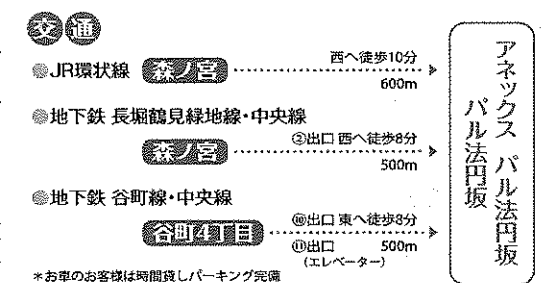 交通
●JR環状線 森ノ宮 西へ徒歩10分
600m
●地下鉄 長堀鶴見緑地線・中央線
森ノ宮 ②出口 西へ徒歩8分
500m
●地下鉄 谷町線・中央線
谷町4丁目 ⑩出口 東へ徒歩8分
⑪出口 500m
(エレベーター)
*お車のお客様は時間貸しパーキング完備
アネックス パル法円坂
パル法円坂